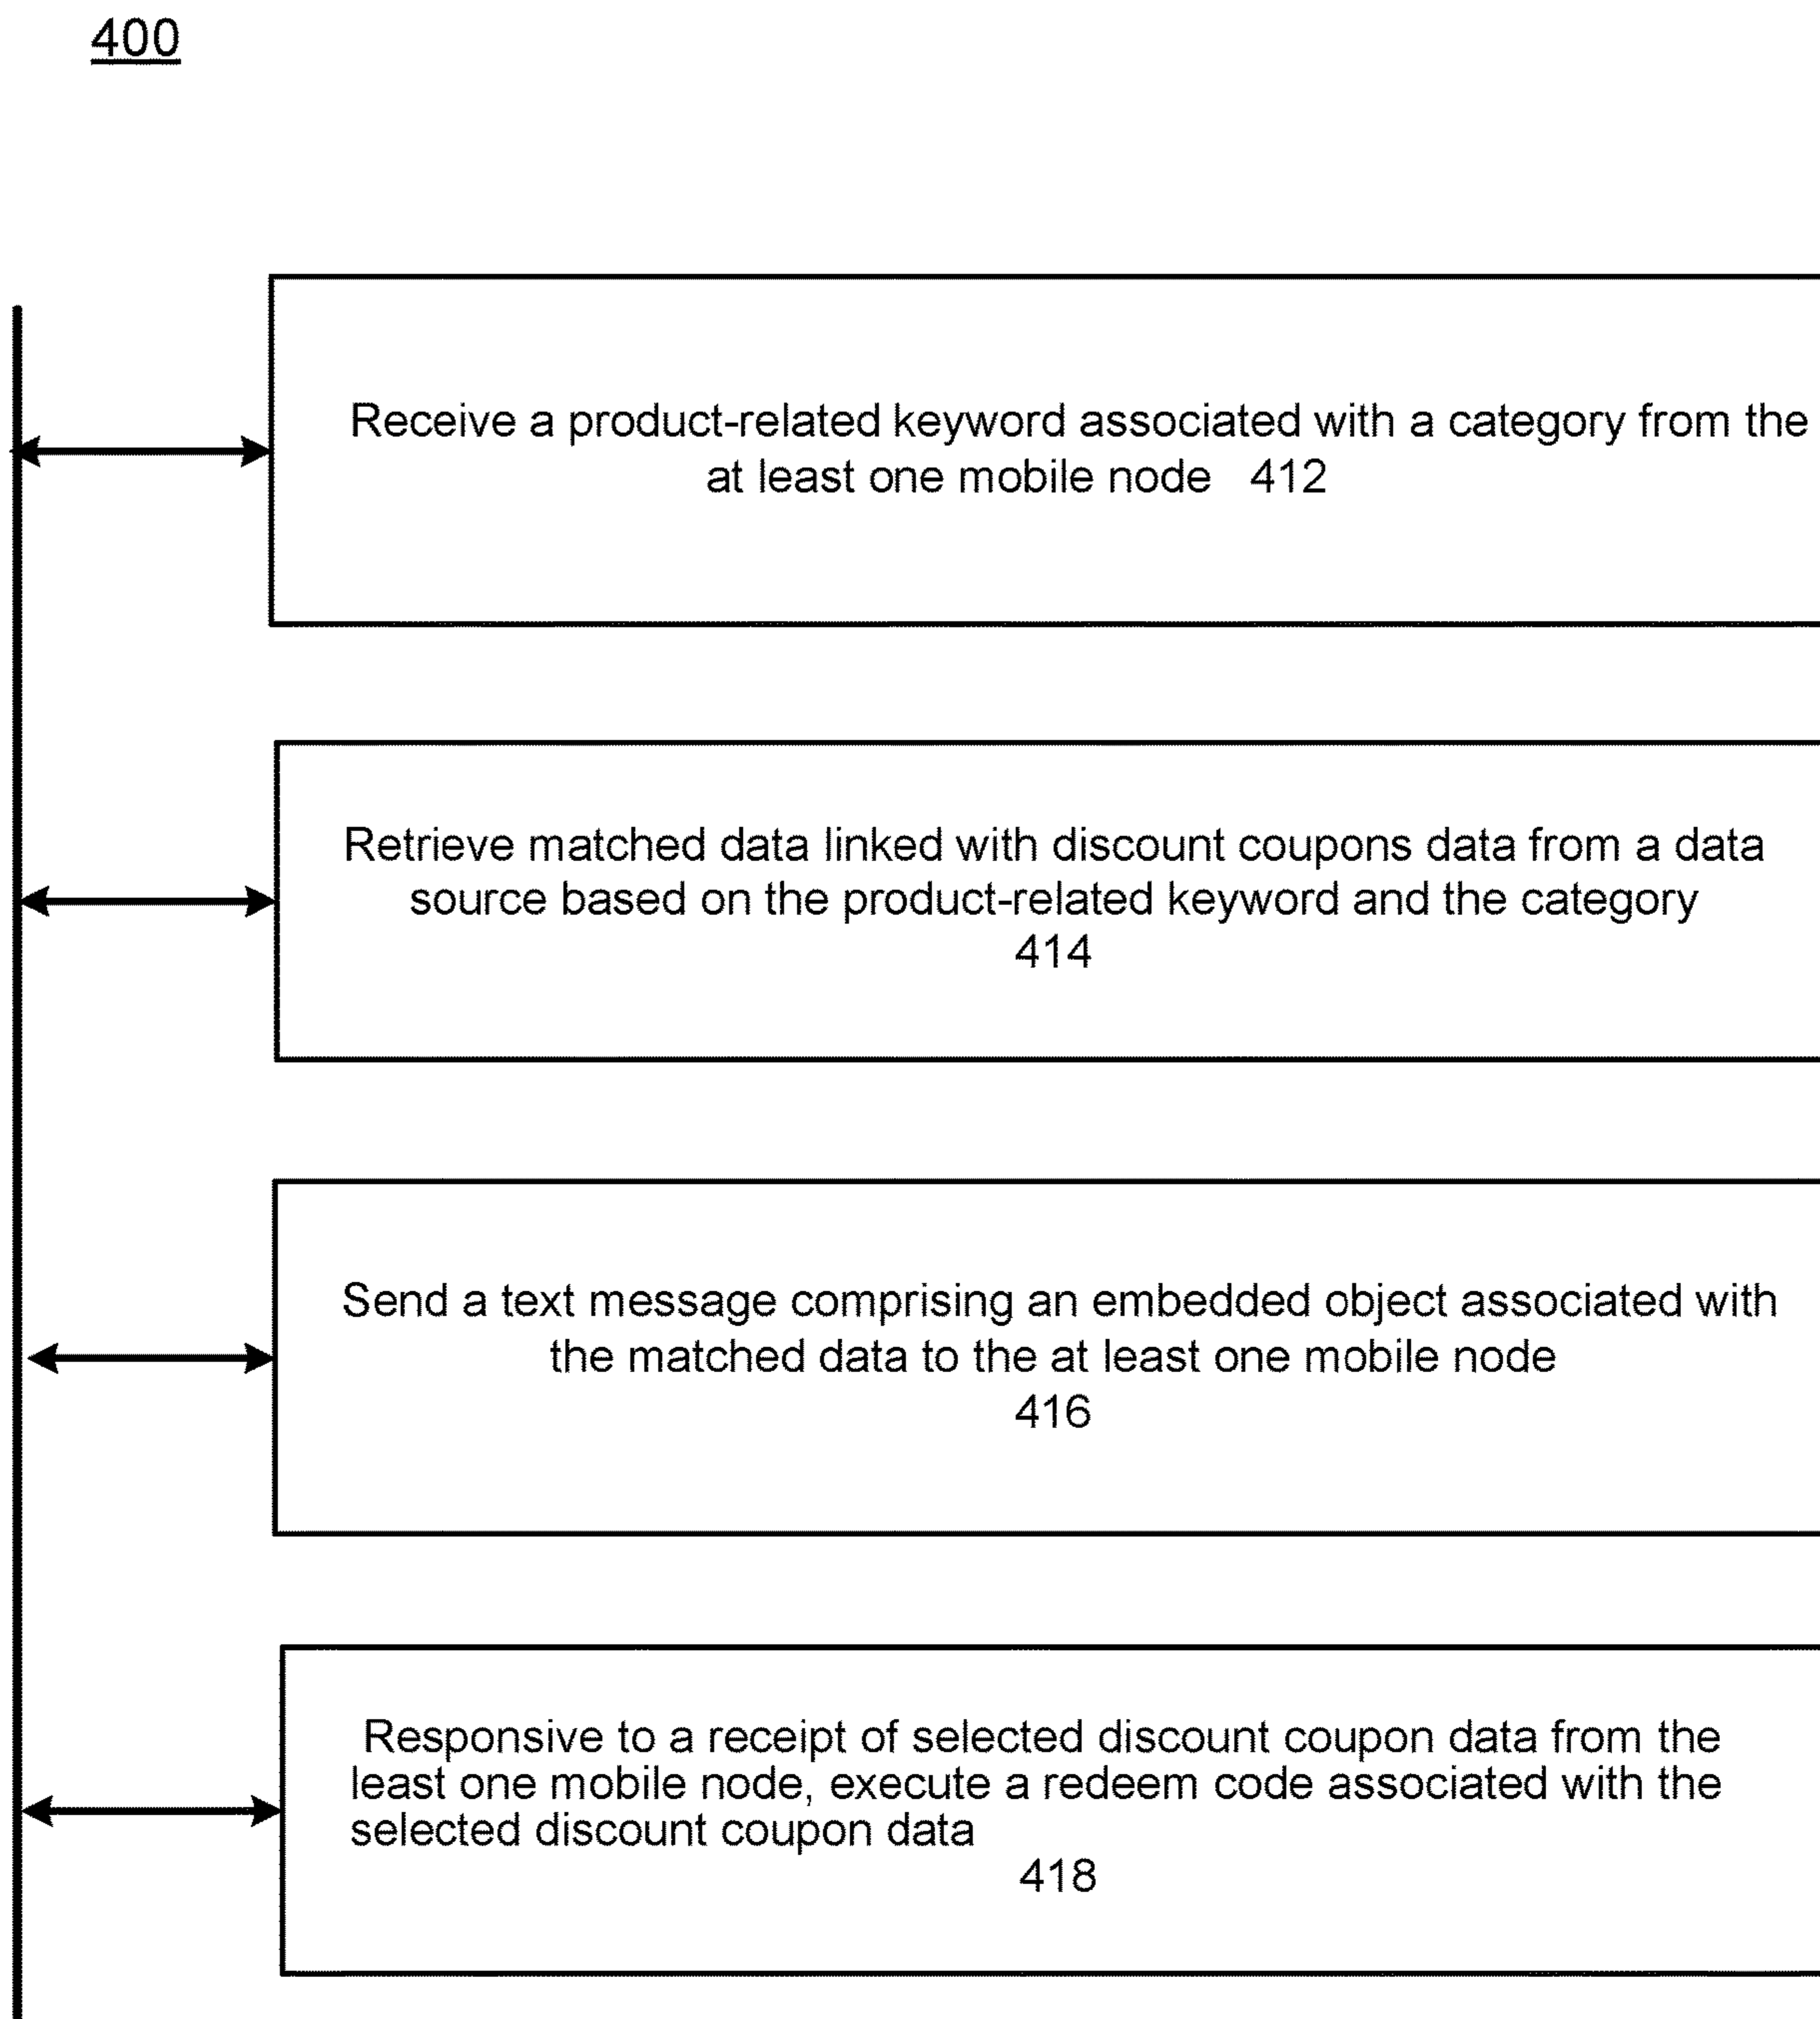 400
Receive a product-related keyword associated with a category from the
at least one mobile node 412
Retrieve matched data linked with discount coupons data from a data
source based on the product-related keyword and the category
414
Send a text message comprising an embedded object associated with
the matched data to the at least one mobile node
416
Responsive to a receipt of selected discount coupon data from the
least one mobile node, execute a redeem code associated with the
selected discount coupon data
418